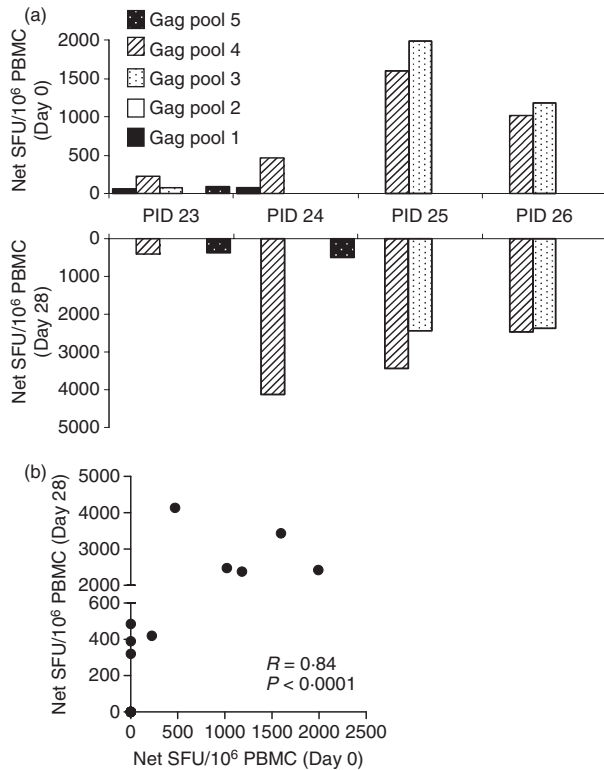 (a)
Gag pool 5
Gag pool 4
Gag pool 3
Gag pool 2
Gag pool 1
Net SFU/10⁶ PBMC
(Day 0)
2000
1500
1000
500
0
PID 23 PID 24 PID 25 PID 26
Net SFU/10⁶ PBMC
(Day 28)
0
1000
2000
3000
4000
5000
(b)
Net SFU/10⁶ PBMC (Day 28)
5000
4000
3000
2000
600
400
200
0
R = 0·84
P < 0·0001
0 500 1000 1500 2000 2500
Net SFU/10⁶ PBMC (Day 0)